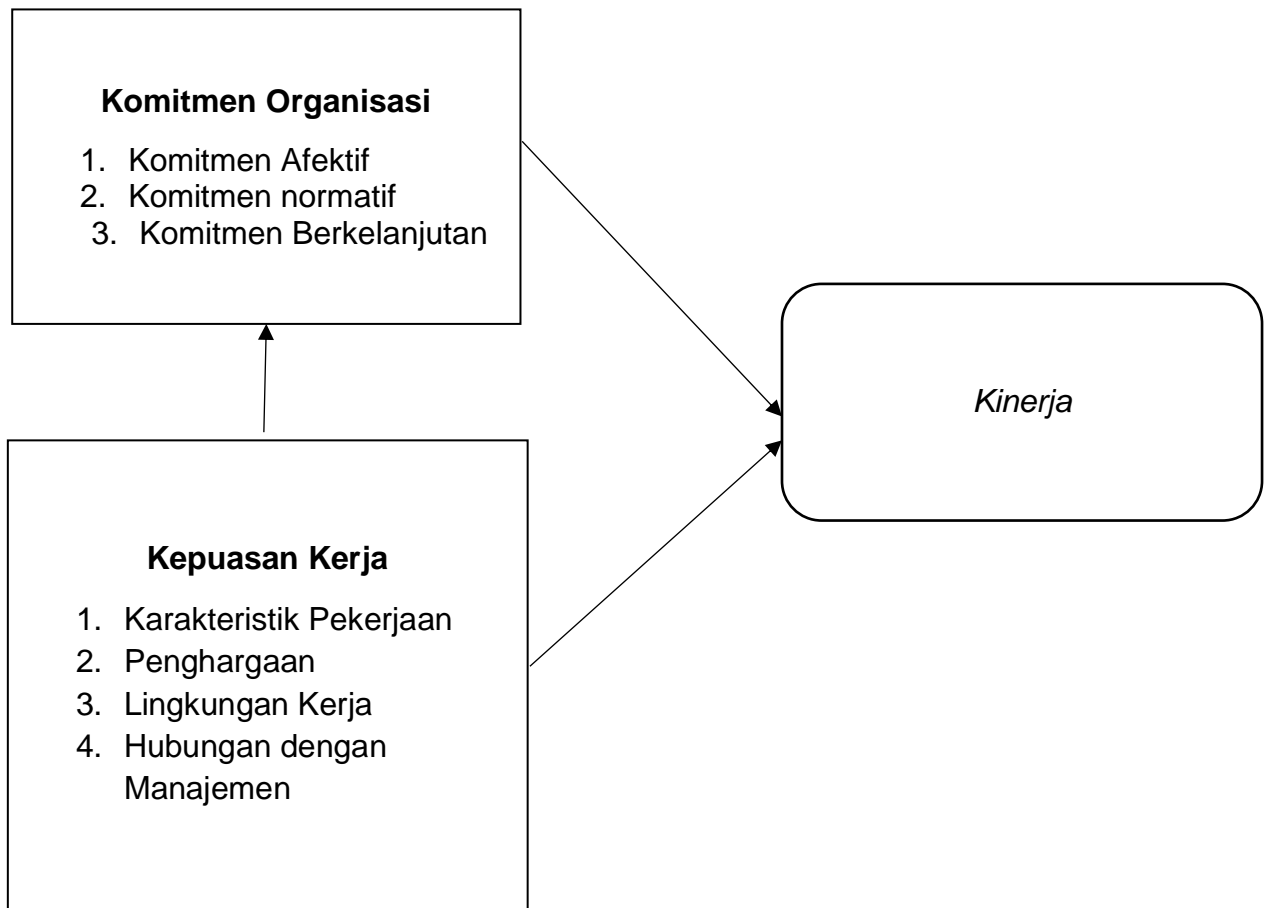 Komitmen Organisasi
1. Komitmen Afektif
2. Komitmen normatif
3. Komitmen Berkelanjutan
Kinerja
Kepuasan Kerja
1. Karakteristik Pekerjaan
2. Penghargaan
3. Lingkungan Kerja
4. Hubungan dengan
Manajemen